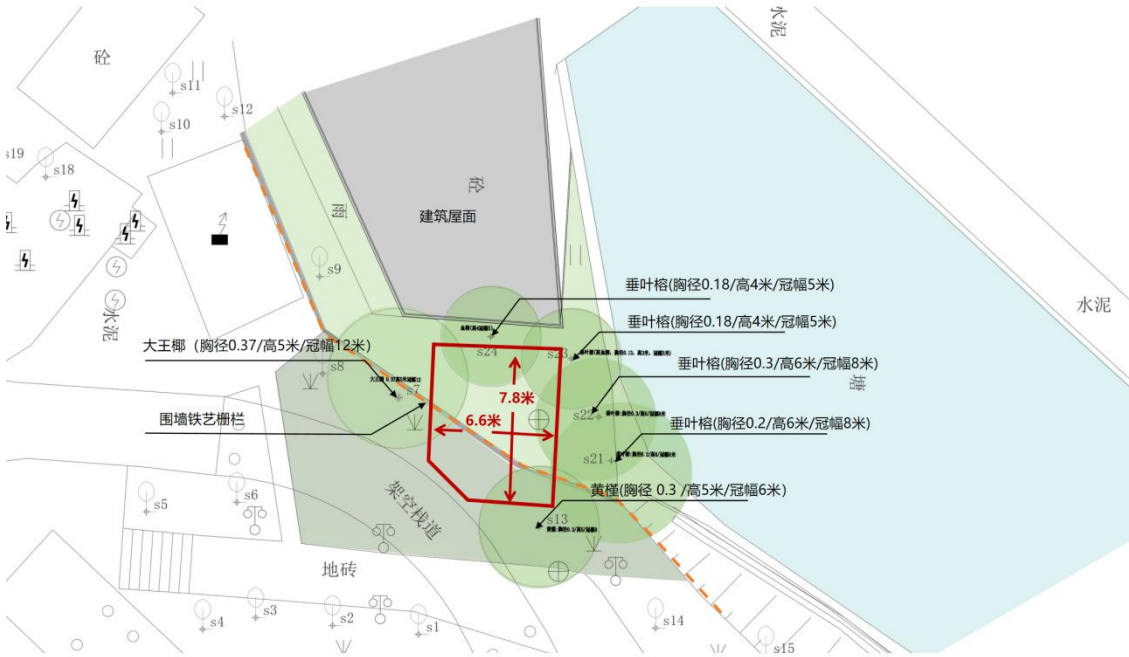 水泥
砼
s11
s12
s10
s19
s18
砼
雨
建筑屋面
s9
垂叶榕(胸径0.18/高4米/冠幅5米)
水泥
水泥
垂叶榕(胸径0.18/高4米/冠幅5米)
大王椰（胸径0.37/高5米/冠幅12米）
s24
s23
垂叶榕(胸径0.3/高6米/冠幅8米)
塘
s8
s7
7.8米
围墙铁艺栅栏
6.6米
s22
垂叶榕(胸径0.2/高6米/冠幅8米)
s21
黄槿(胸径 0.3 /高5米/冠幅6米)
s6
s5
架空栈道
s13
地砖
s4
s3
s2
s1
s14
s15